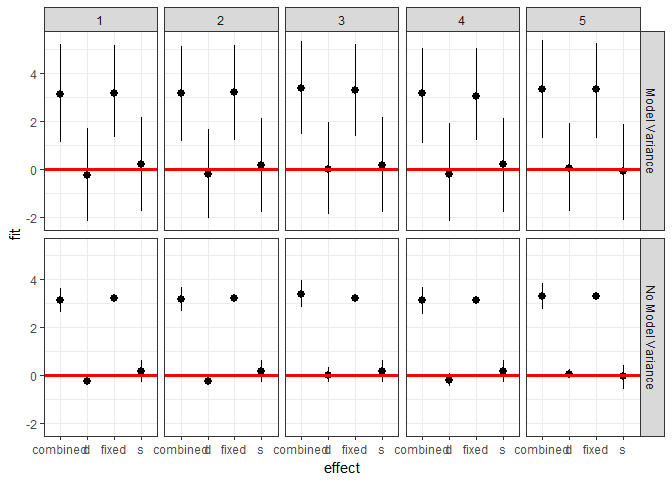 1 2 3 4 5
Model Variance
4
2
0
-2
fit
No Variance
4
2
0
-2
combined d fixed s combined d fixed s combined d fixed s combined d fixed s combined d fixed s
effect